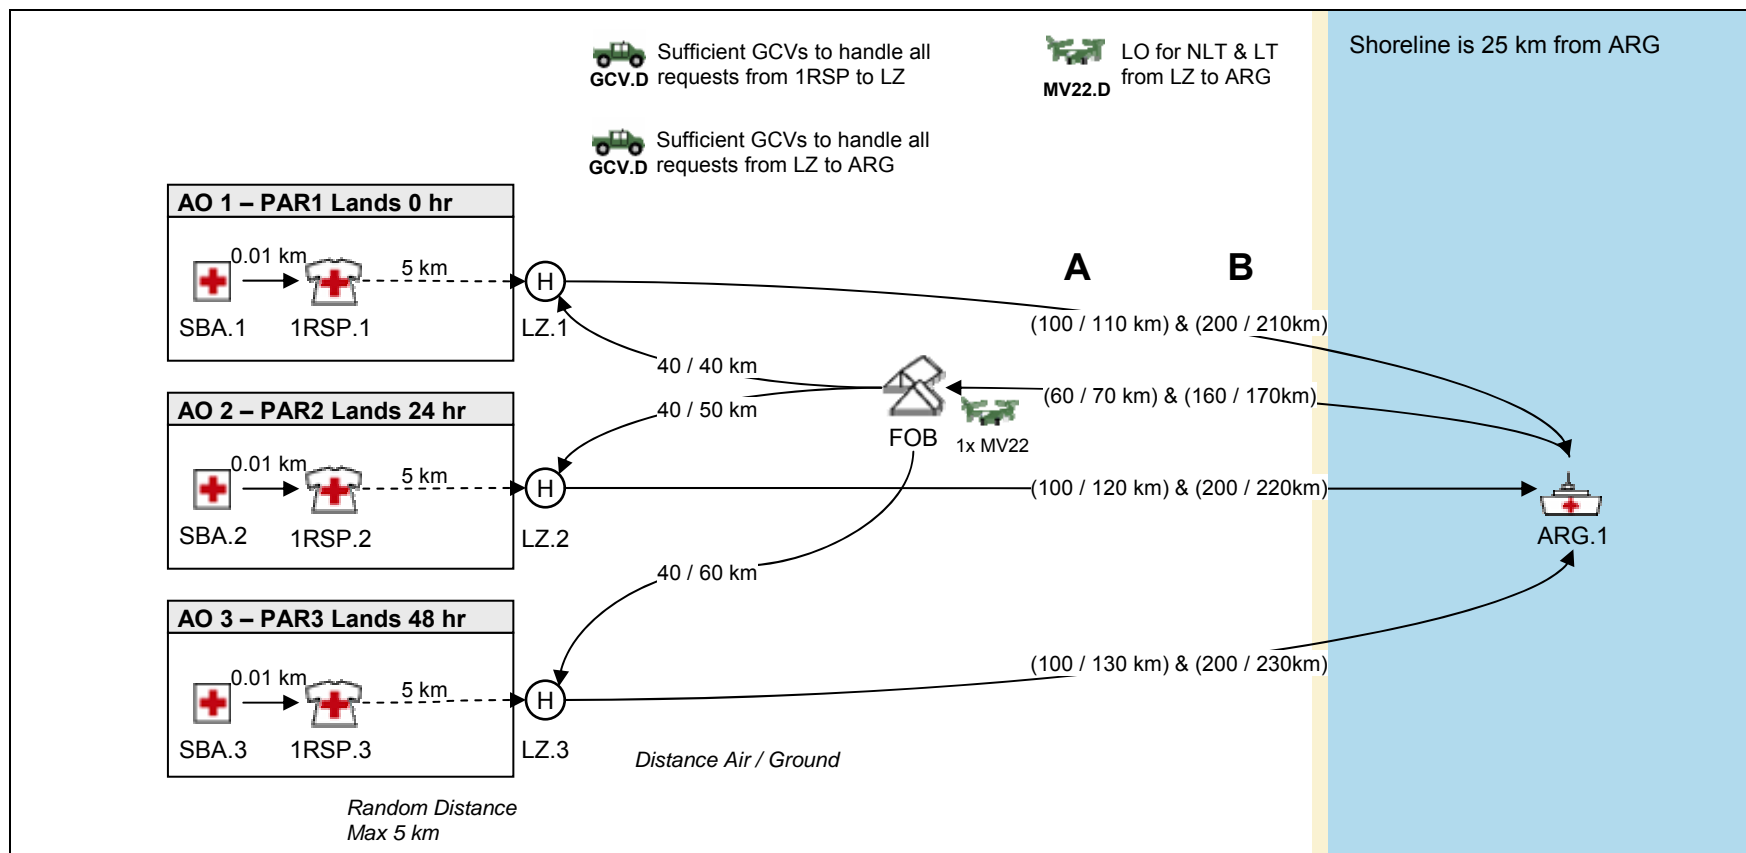 Sufficient GCVs to handle all
requests from 1RSP to LZ
GCV.D
LO for NLT & LT
from LZ to ARG
MV22.D
Shoreline is 25 km from ARG
Sufficient GCVs to handle all
requests from LZ to ARG
GCV.D
AO 1 – PAR1 Lands 0 hr
0.01 km
5 km
SBA.1
1RSP.1
H
LZ.1
A
B
(100 / 110 km) & (200 / 210km)
40 / 40 km
(60 / 70 km) & (160 / 170km)
40 / 50 km
FOB
1x MV22
AO 2 – PAR2 Lands 24 hr
0.01 km
5 km
SBA.2
1RSP.2
H
LZ.2
(100 / 120 km) & (200 / 220km)
ARG.1
40 / 60 km
AO 3 – PAR3 Lands 48 hr
0.01 km
5 km
SBA.3
1RSP.3
H
LZ.3
(100 / 130 km) & (200 / 230km)
Distance Air / Ground
Random Distance
Max 5 km